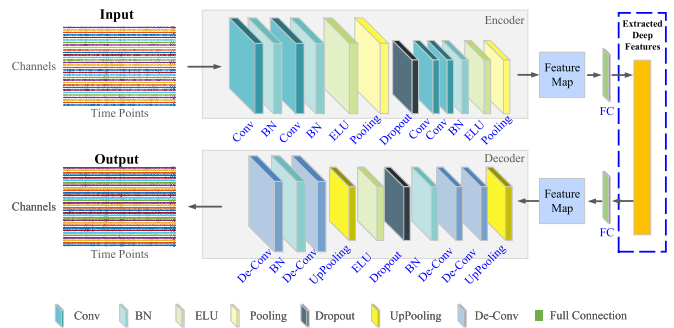 Input
Encoder
Extracted
Deep
Features
Channels
Feature
Map
FC
Time Points
Conv
BN
Conv
BN
ELU
Pooling
Dropout
Conv
Conv
BN
ELU
Pooling
Output
Decoder
Channels
Feature
Map
FC
Time Points
De-Conv
BN
De-Conv
UpPooling
ELU
Dropout
BN
De-Conv
De-Conv
UpPooling
Conv
BN
ELU
Pooling
Dropout
UpPooling
De-Conv
Full Connection